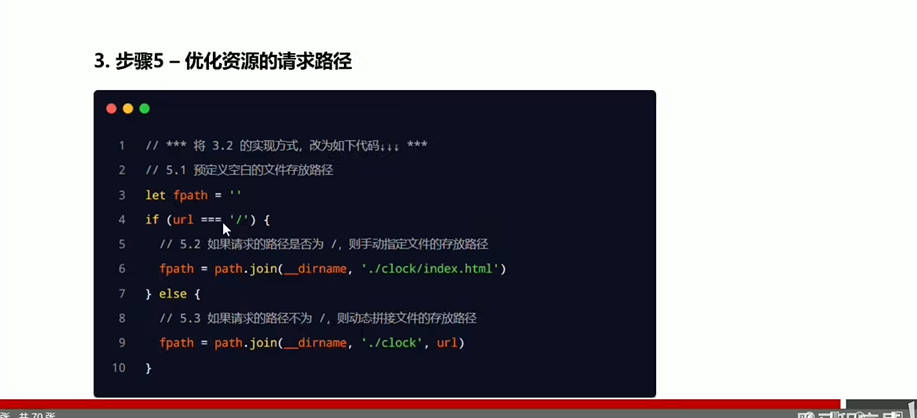 3. 步骤5 – 优化资源的请求路径
1 // *** 将 3.2 的实现方式，改为如下代码↓↓↓ ***
2 // 5.1 预定义空白的文件存放路径
3 let fpath = ''
4 if (url === '/') {
5 // 5.2 如果请求的路径是否为 /，则手动指定文件的存放路径
6 fpath = path.join(__dirname, './clock/index.html')
7 } else {
8 // 5.3 如果请求的路径不为 /，则动态拼接文件的存放路径
9 fpath = path.join(__dirname, './clock', url)
10 }